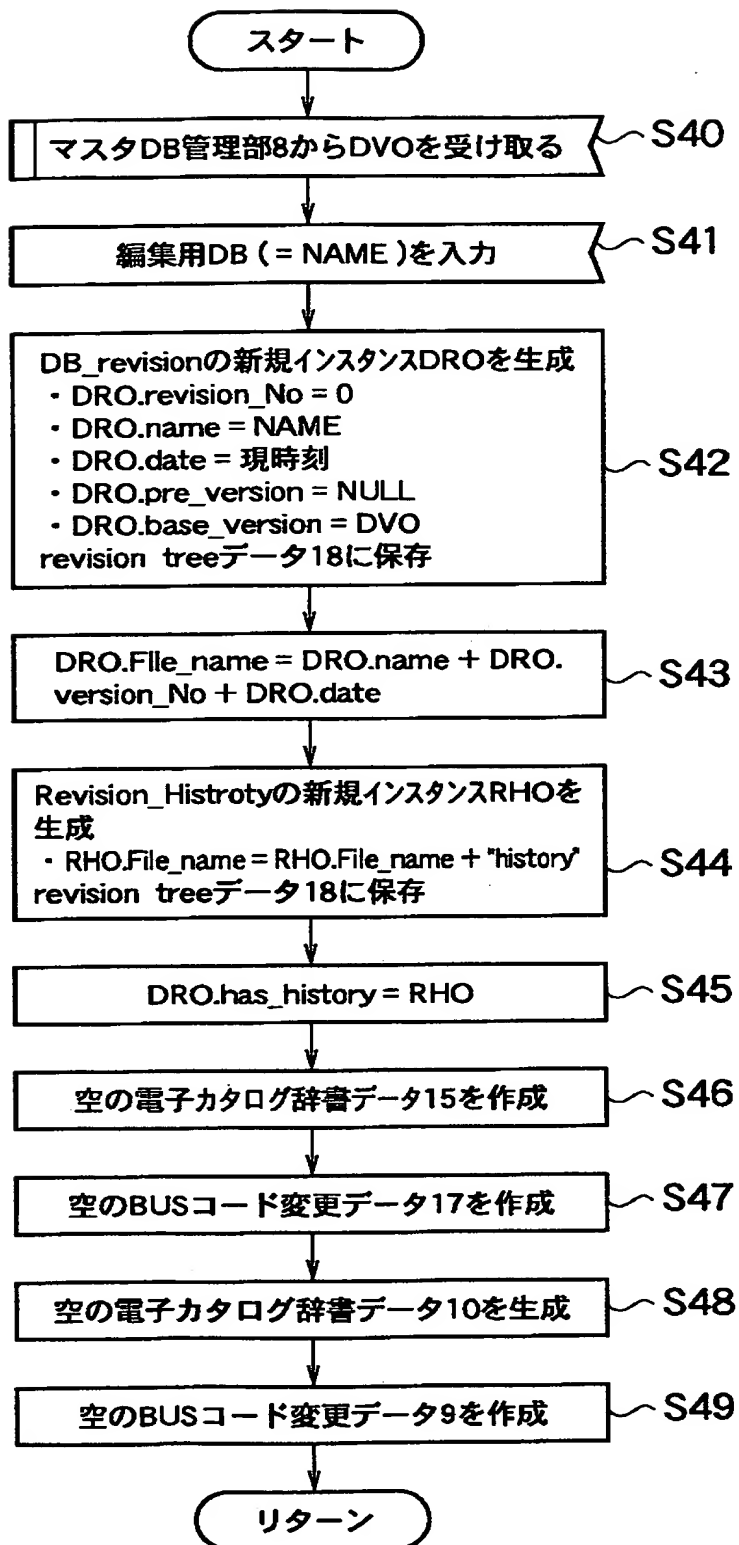 スタート
マスタDB管理部8からDVOを受け取る
S40
編集用DB ( = NAME )を入力
S41
DB_revisionの新規インスタンスDROを生成
・DRO.revision_No = 0
・DRO.name = NAME
・DRO.date = 現時刻
・DRO.pre_version = NULL
・DRO.base_version = DVO
revision treeデータ18に保存
S42
DRO.File_name = DRO.name + DRO.
version_No + DRO.date
S43
Revision_Histrotyの新規インスタンスRHOを
生成
・RHO.File_name = RHO.File_name + "history"
revision treeデータ18に保存
S44
DRO.has_history = RHO
S45
空の電子カタログ辞書データ15を作成
S46
空のBUSコード変更データ17を作成
S47
空の電子カタログ辞書データ10を生成
S48
空のBUSコード変更データ9を作成
S49
リターン